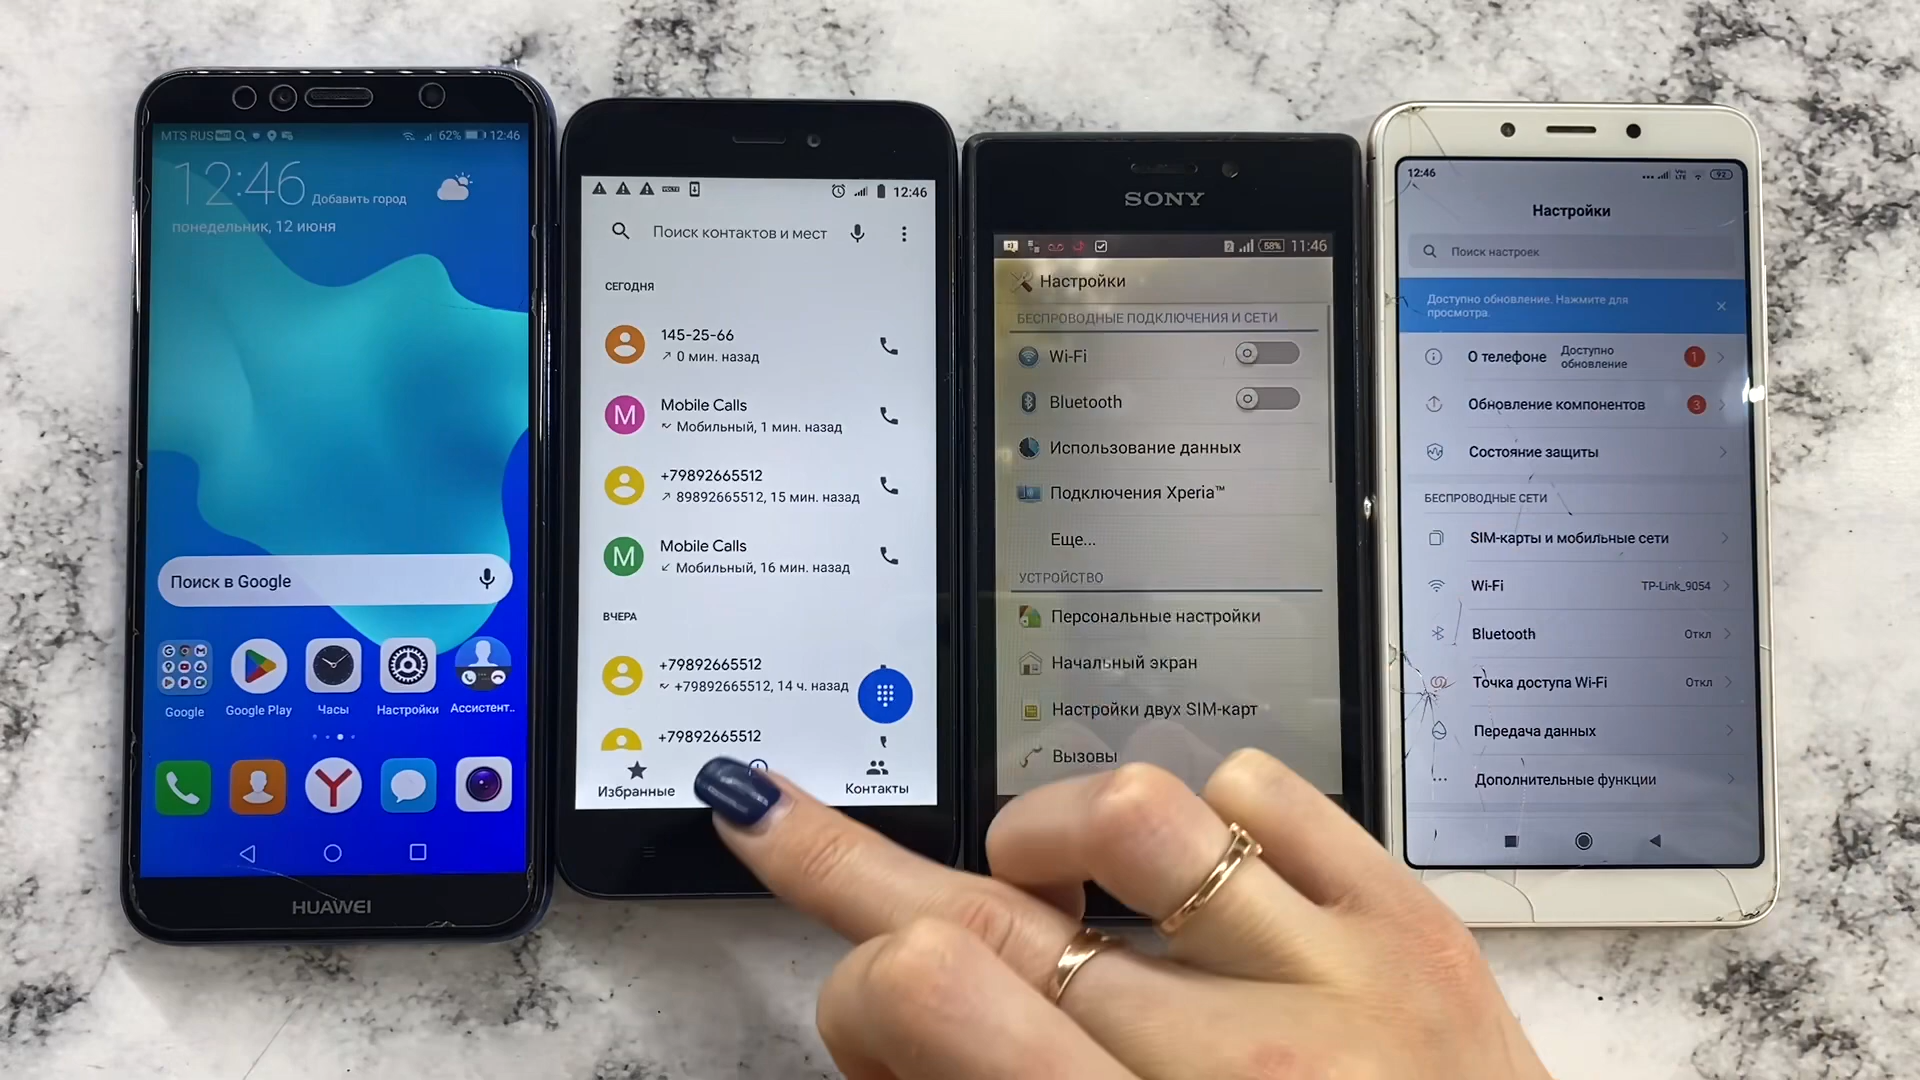 MTS RUS
62%
12:46
12:46
Добавить город
понедельник, 12 июня
Поиск в Google
Google
Google Play
Часы
Настройки
Ассистент..
HUAWEI
12:46
Поиск контактов и мест
СЕГОДНЯ
145-25-66
0 мин. назад
M
Mobile Calls
Мобильный, 1 мин. назад
+79892665512
89892665512, 15 мин. назад
M
Mobile Calls
Мобильный, 16 мин. назад
ВЧЕРА
+79892665512
+79892665512, 14 ч. назад
+79892665512
Избранные
Контакты
SONY
58%
11:46
Настройки
БЕСПРОВОДНЫЕ ПОДКЛЮЧЕНИЯ И СЕТИ
Wi-Fi
Bluetooth
Использование данных
Подключения Xperia™
Еще...
УСТРОЙСТВО
Персональные настройки
Начальный экран
Настройки двух SIM-карт
Вызовы
12:46
92
Настройки
Поиск настроек
Доступно обновление. Нажмите для
просмотра.
О телефоне
Доступно
обновление
1
Обновление компонентов
3
Состояние защиты
БЕСПРОВОДНЫЕ СЕТИ
SIM-карты и мобильные сети
Wi-Fi
TP-Link_9054
Bluetooth
Откл
Точка доступа Wi-Fi
Откл
Передача данных
Дополнительные функции